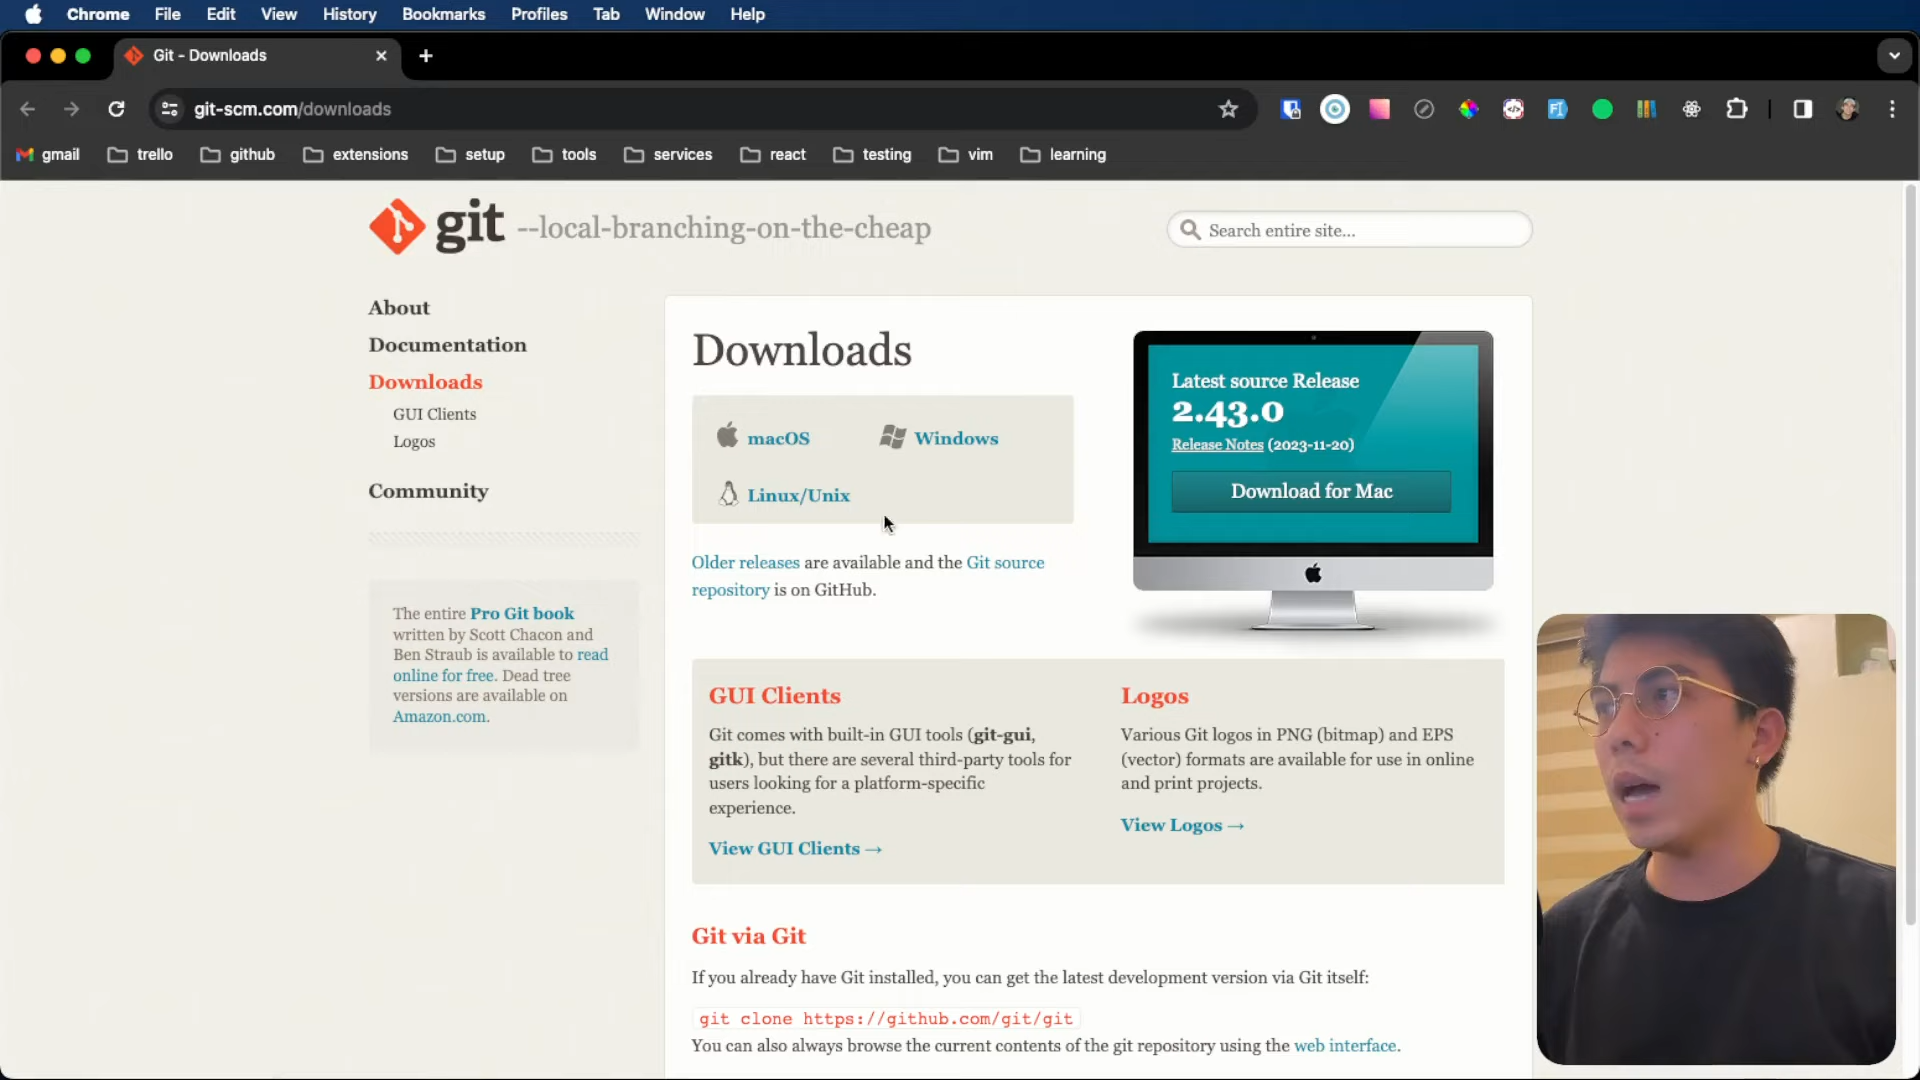 Chrome File Edit View History Bookmarks Profiles Tab Window Help
Git - Downloads
git-scm.com/downloads
gmail trello github extensions setup tools services react testing vim learning
git --local-branching-on-the-cheap
Search entire site...
About
Documentation
Downloads
GUI Clients
Logos
Community
The entire Pro Git book
written by Scott Chacon and
Ben Straub is available to read
online for free. Dead tree
versions are available on
Amazon.com.
Downloads
macOS Windows
Linux/Unix
Older releases are available and the Git source
repository is on GitHub.
Latest source Release
2.43.0
Release Notes (2023-11-20)
Download for Mac
GUI Clients
Git comes with built-in GUI tools (git-gui,
gitk), but there are several third-party tools for
users looking for a platform-specific
experience.
View GUI Clients →
Logos
Various Git logos in PNG (bitmap) and EPS
(vector) formats are available for use in online
and print projects.
View Logos →
Git via Git
If you already have Git installed, you can get the latest development version via Git itself:
git clone https://github.com/git/git
You can also always browse the current contents of the git repository using the web interface.